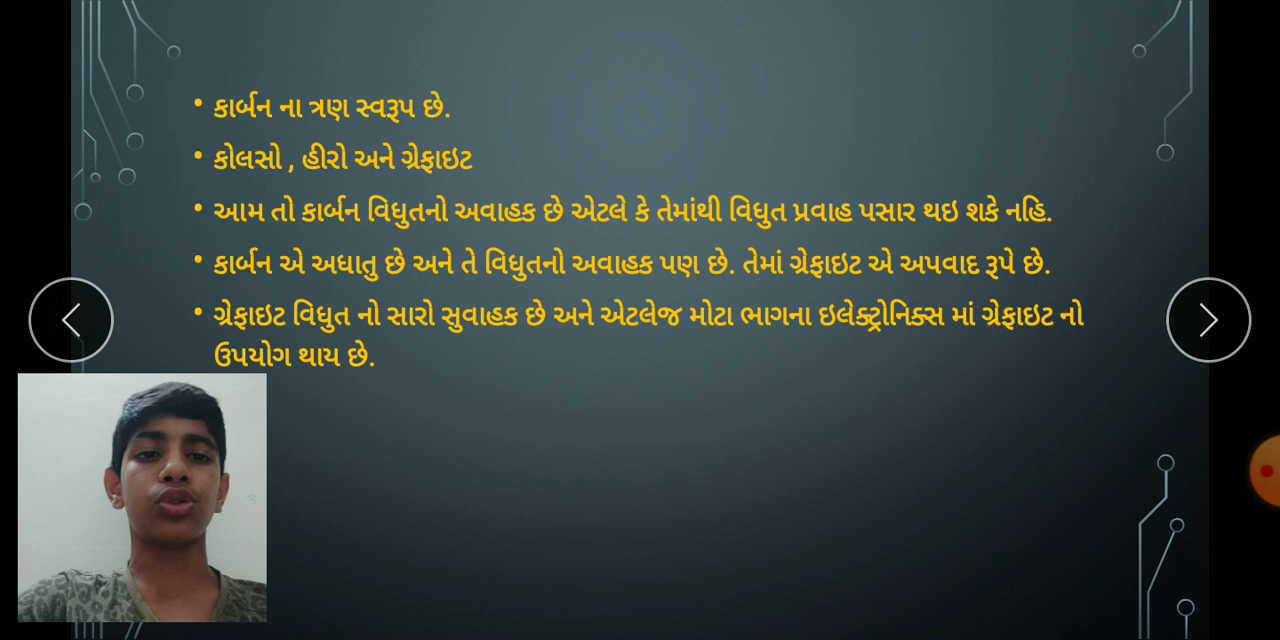 • કાર્બન ના ત્રણ સ્વરૂપ છે.
• કોલસો , હીરો અને ગ્રેફાઇટ
• આમ તો કાર્બન વિધુતનો અવાહક છે એટલે કે તેમાંથી વિધુત પ્રવાહ પસાર થઇ શકે નહિ.
• કાર્બન એ અધાતુ છે અને તે વિધુતનો અવાહક પણ છે. તેમાં ગ્રેફાઇટ એ અપવાદ રૂપે છે.
• ગ્રેફાઇટ વિધુત નો સારો સુવાહક છે અને એટલેજ મોટા ભાગના ઇલેક્ટ્રોનિક્સ માં ગ્રેફાઇટ નો
ઉપયોગ થાય છે.